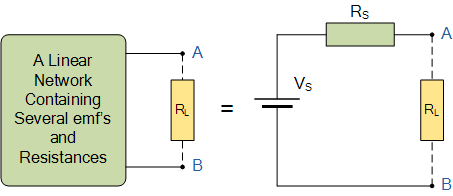 A Linear
Network
Containing
Several emf's
and
Resistances
A
RL
B
=
RS
VS
A
RL
B